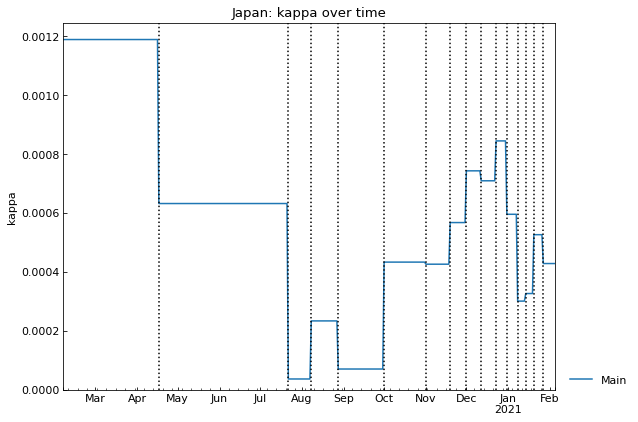 Japan: kappa over time
kappa
0.0012
0.0010
0.0008
0.0006
0.0004
0.0002
0.0000
Mar Apr May Jun Jul Aug Sep Oct Nov Dec Jan Feb
2021
Main